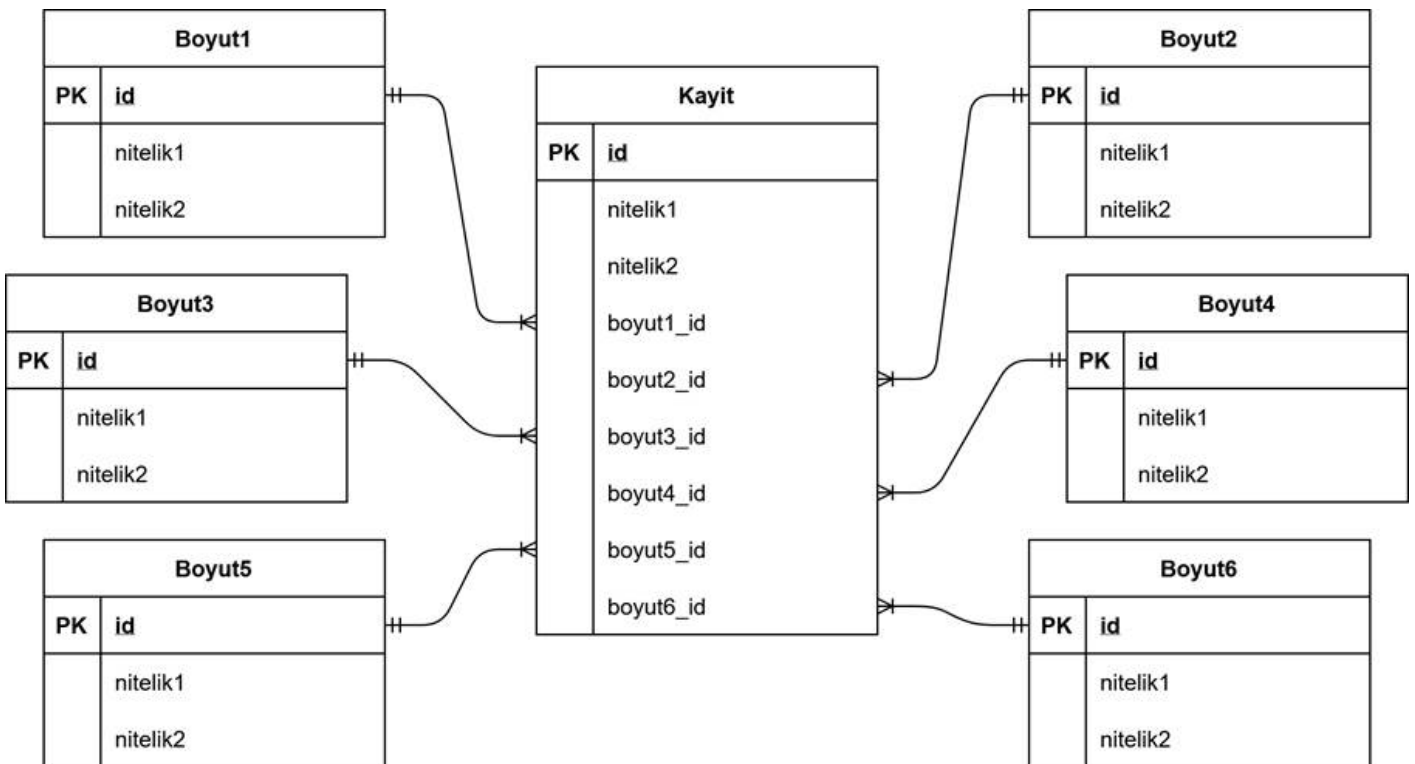 Boyut1
PK id
nitelik1
nitelik2
Boyut2
PK id
nitelik1
nitelik2
Kayit
PK id
nitelik1
nitelik2
boyut1_id
boyut2_id
boyut3_id
boyut4_id
boyut5_id
boyut6_id
Boyut3
PK id
nitelik1
nitelik2
Boyut4
PK id
nitelik1
nitelik2
Boyut5
PK id
nitelik1
nitelik2
Boyut6
PK id
nitelik1
nitelik2